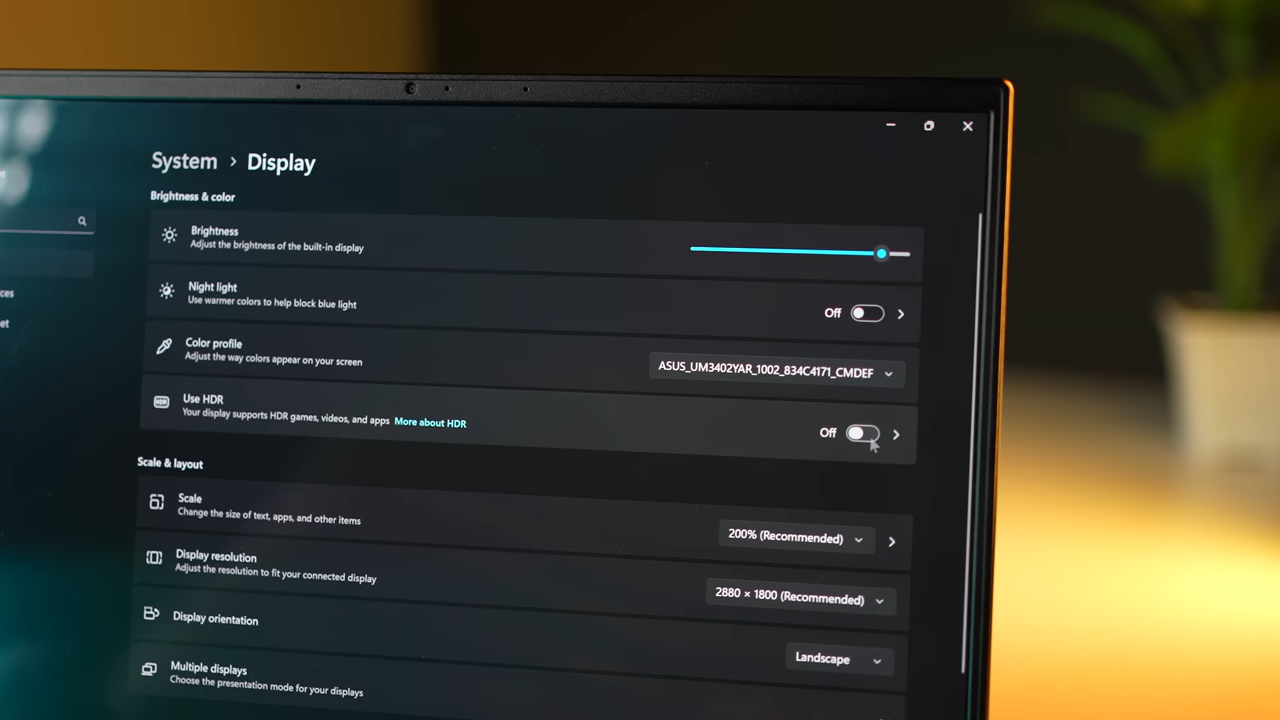 System > Display
Brightness & color
Brightness
Adjust the brightness of the built-in display
Night light
Use warmer colors to help block blue light
Off
Color profile
Adjust the way colors appear on your screen
ASUS_UM3402YAR_1002_834C4171_CMDEF
HDR
Use HDR
Your display supports HDR games, videos, and apps More about HDR
Off
Scale & layout
Scale
Change the size of text, apps, and other items
200% (Recommended)
Display resolution
Adjust the resolution to fit your connected display
2880 × 1800 (Recommended)
Display orientation
Landscape
Multiple displays
Choose the presentation mode for your displays
ces
et